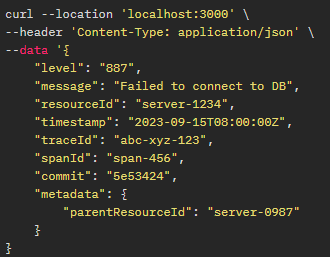 curl --location 'localhost:3000' \
--header 'Content-Type: application/json' \
--data '{
    "level": "887",
    "message": "Failed to connect to DB",
    "resourceId": "server-1234",
    "timestamp": "2023-09-15T08:00:00Z",
    "traceId": "abc-xyz-123",
    "spanId": "span-456",
    "commit": "5e53424",
    "metadata": {
        "parentResourceId": "server-0987"
    }
}